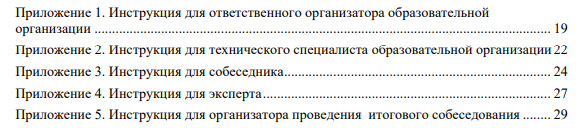 Приложение 1. Инструкция для ответственного организатора образовательной
организации ........................................................................................................................ 19
Приложение 2. Инструкция для технического специалиста образовательной организации 22
Приложение 3. Инструкция для собеседника.................................................................... 24
Приложение 4. Инструкция для эксперта.......................................................................... 27
Приложение 5. Инструкция для организатора проведения  итогового собеседования ........ 29